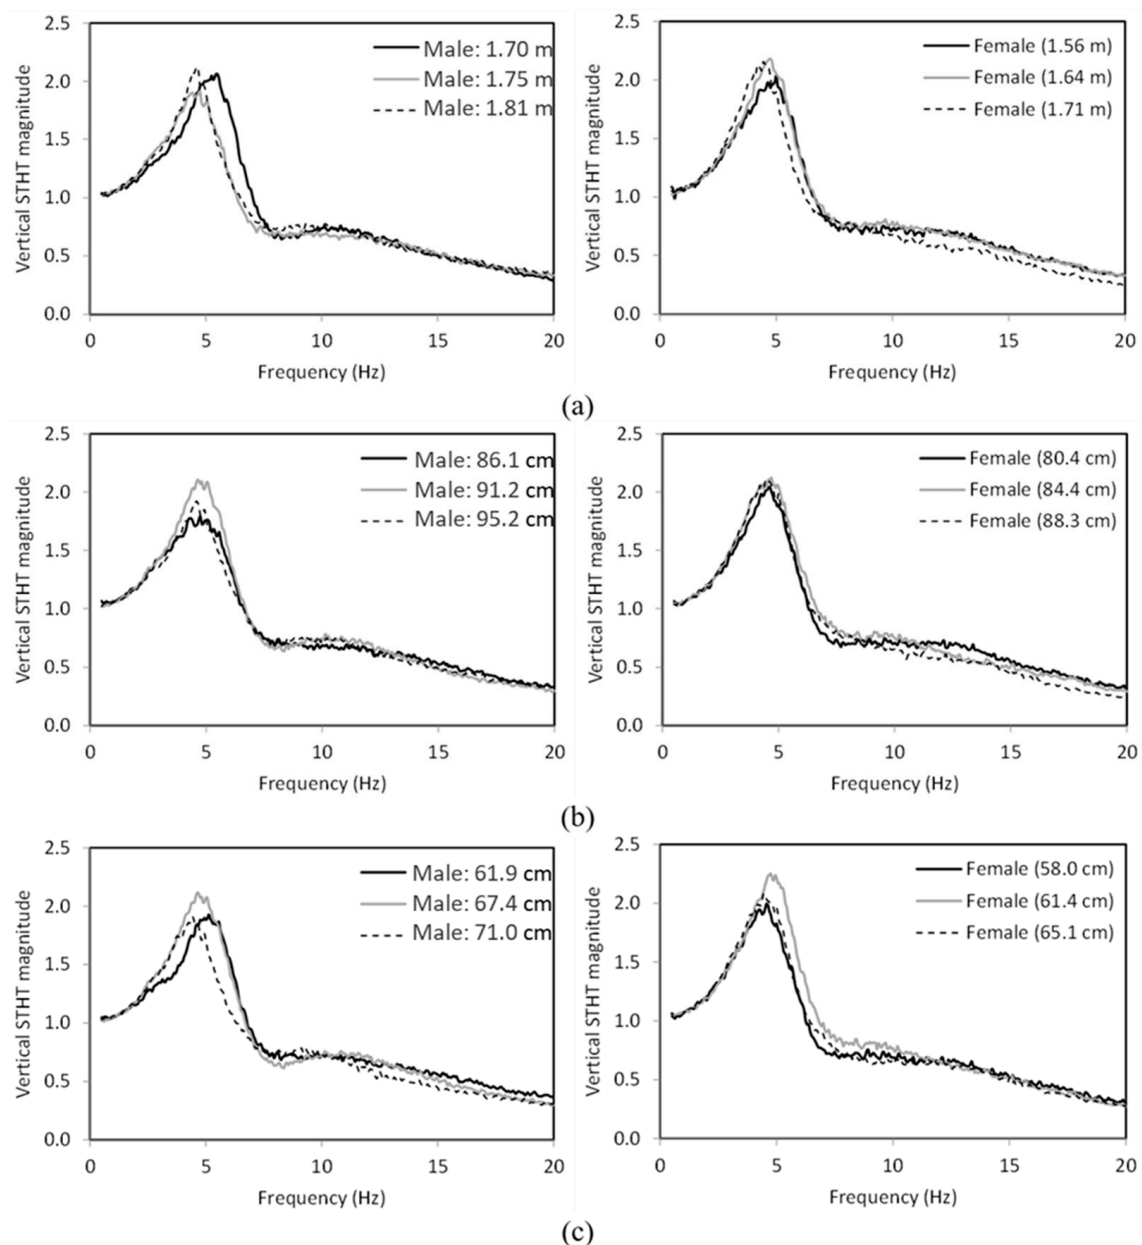 Vertical STHT magnitude
2.5
2.0
1.5
1.0
0.5
0.0
0 5 10 15 20
Frequency (Hz)
Male: 1.70 m
Male: 1.75 m
Male: 1.81 m
Vertical STHT magnitude
2.5
2.0
1.5
1.0
0.5
0.0
0 5 10 15 20
Frequency (Hz)
Female (1.56 m)
Female (1.64 m)
Female (1.71 m)
(a)
Vertical STHT magnitude
2.5
2.0
1.5
1.0
0.5
0.0
0 5 10 15 20
Frequency (Hz)
Male: 86.1 cm
Male: 91.2 cm
Male: 95.2 cm
Vertical STHT magnitude
2.5
2.0
1.5
1.0
0.5
0.0
0 5 10 15 20
Frequency (Hz)
Female (80.4 cm)
Female (84.4 cm)
Female (88.3 cm)
(b)
Vertical STHT magnitude
2.5
2.0
1.5
1.0
0.5
0.0
0 5 10 15 20
Frequency (Hz)
Male: 61.9 cm
Male: 67.4 cm
Male: 71.0 cm
Vertical STHT magnitude
2.5
2.0
1.5
1.0
0.5
0.0
0 5 10 15 20
Frequency (Hz)
Female (58.0 cm)
Female (61.4 cm)
Female (65.1 cm)
(c)